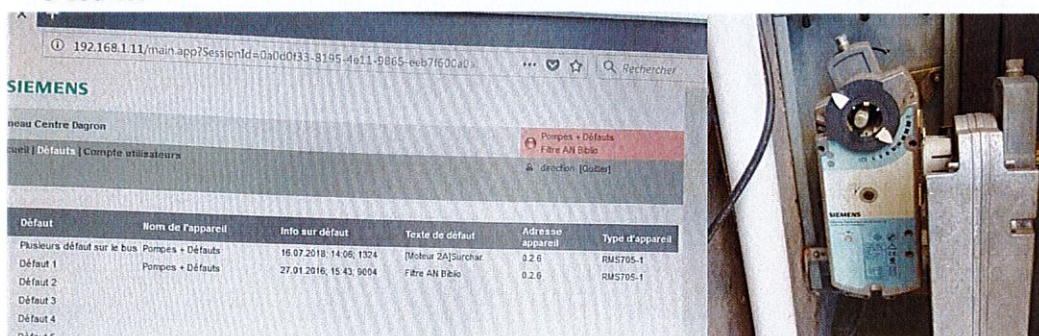 192.168.1.11/main.app?SessionId=0a0d0f33-8195-4e11-9865-eeb7f600a0a
Rechercher
SIEMENS
neau Centre Dagron
Pompes + Défauts
Filtre AN Biblio
cueil | Défauts | Compte utilisateurs
direction [Quitter]
Défaut Nom de l'appareil Info sur défaut Texte de défaut Adresse appareil Type d'appareil
Plusieurs défaut sur le bus Pompes + Défauts 16.07.2018; 14:06; 1324 [Moteur 2A]Surchar. 0.2.6 RMS705-1
Défaut 1 Pompes + Défauts 27.01.2016; 15:43; 9004 Filtre AN Biblio 0.2.6 RMS705-1
Défaut 2
Défaut 3
Défaut 4
SIEMENS